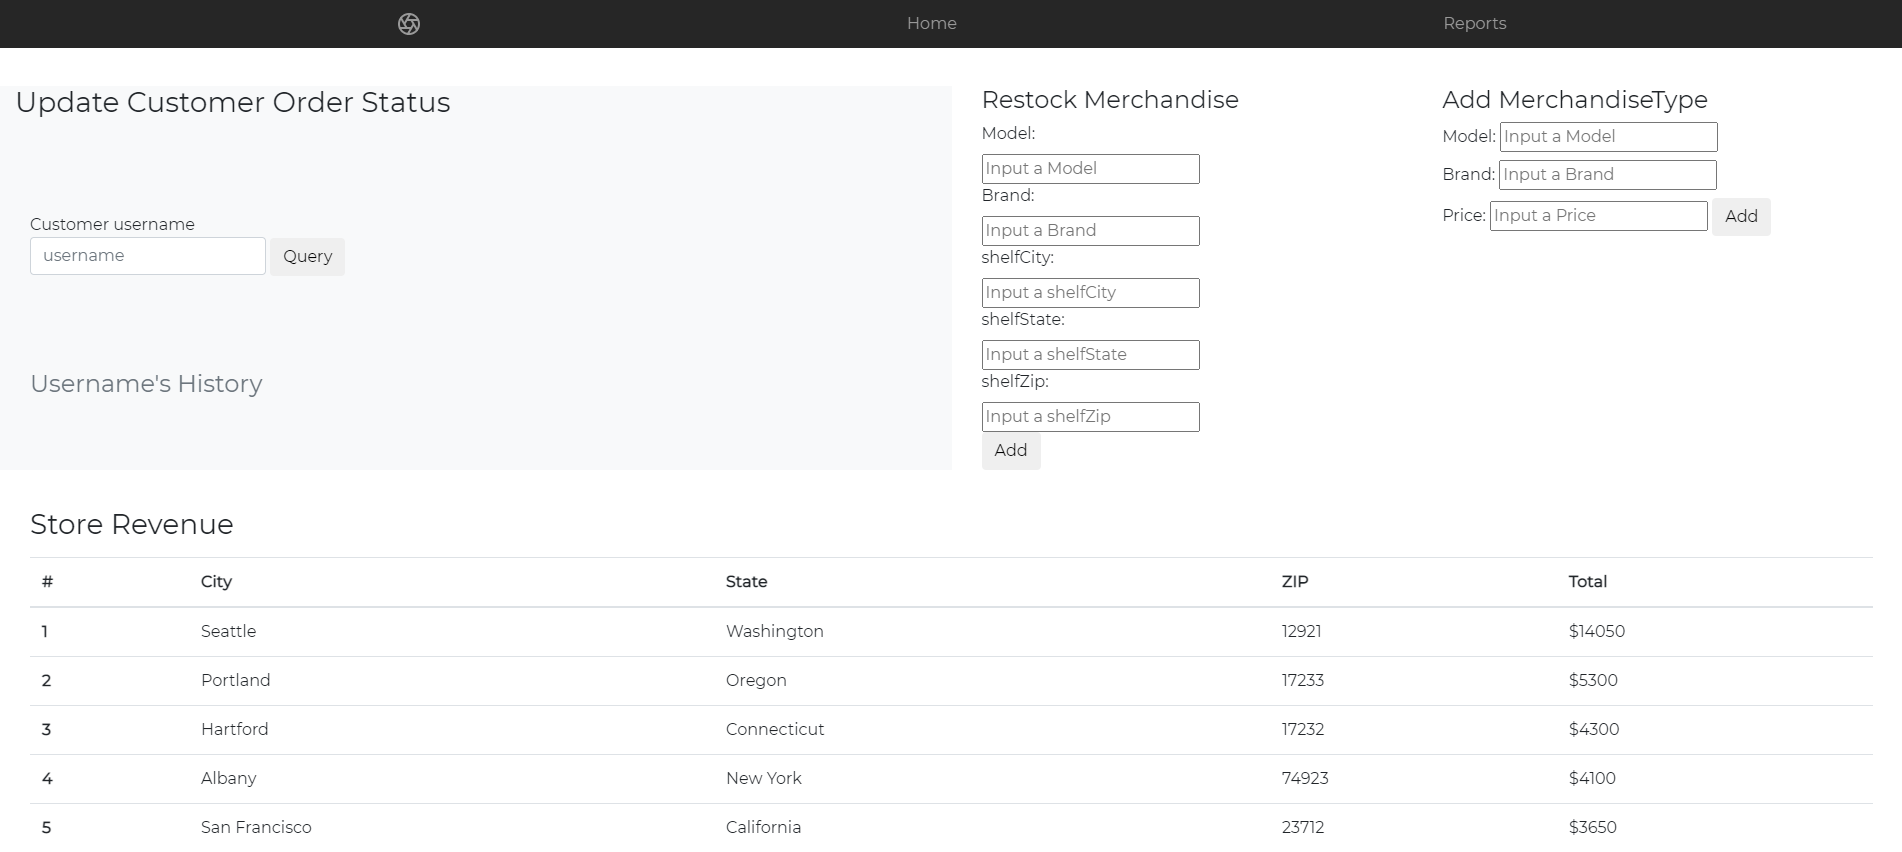 Home Reports
Update Customer Order Status
Customer username
username Query
Username's History
Restock Merchandise
Model:
Input a Model
Brand:
Input a Brand
shelfCity:
Input a shelfCity
shelfState:
Input a shelfState
shelfZip:
Input a shelfZip
Add
Add MerchandiseType
Model: Input a Model
Brand: Input a Brand
Price: Input a Price Add
Store Revenue
# City State ZIP Total
1 Seattle Washington 12921 $14050
2 Portland Oregon 17233 $5300
3 Hartford Connecticut 17232 $4300
4 Albany New York 74923 $4100
5 San Francisco California 23712 $3650